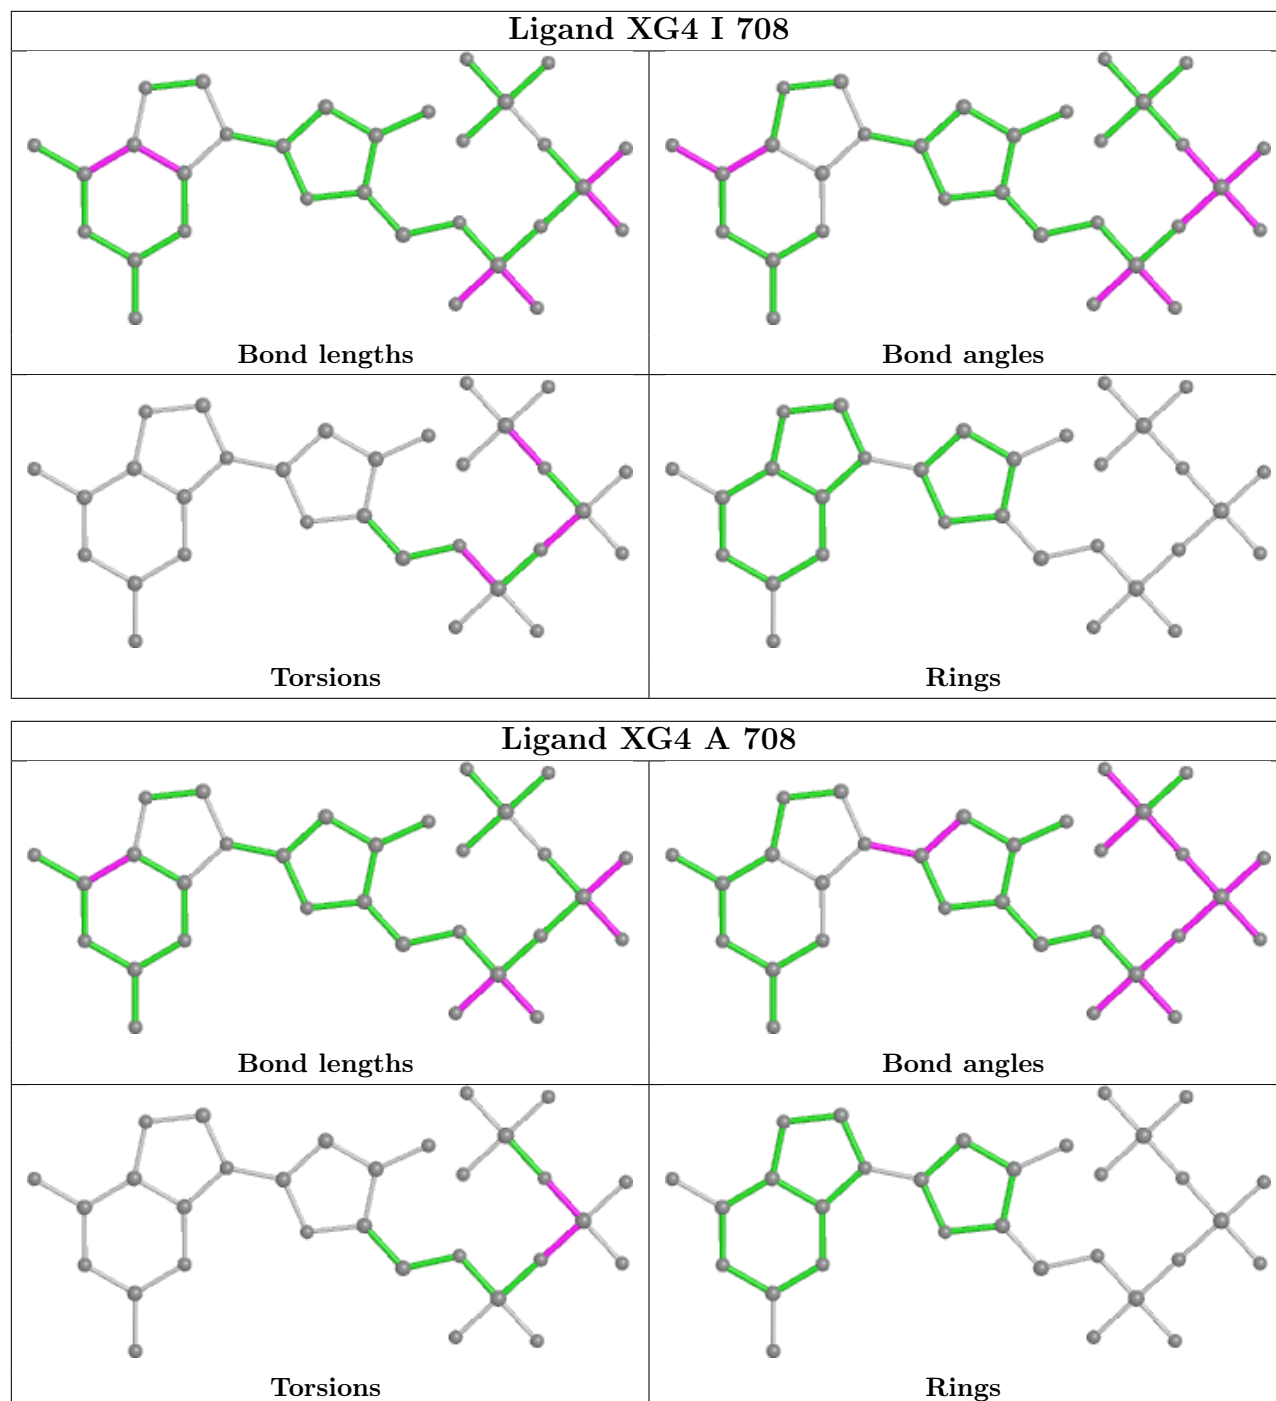 Ligand XG4 I 708
Bond lengths
Bond angles
Torsions
Rings
Ligand XG4 A 708
Bond lengths
Bond angles
Torsions
Rings